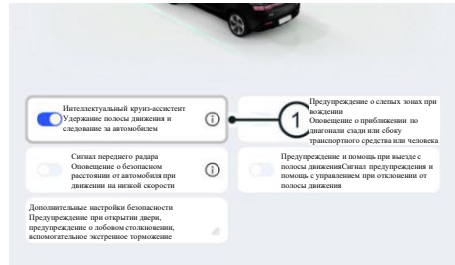 Интеллектуальный круиз-ассистент
Удержание полосы движения и
следование за автомобилем
1
Предупреждение о слепых зонах при
вождении
Оповещение о приближении по
диагонали сзади или сбоку
транспортного средства или человека
Сигнал переднего радара
Оповещение о безопасном
расстоянии от автомобиля при
движении на низкой скорости
Предупреждение и помощь при выезде с
полосы движенияСигнал предупреждения и
помощь с управлением при отклонении от
полосы движения
Дополнительные настройки безопасности
Предупреждение при открытии двери,
предупреждение о лобовом столкновении,
вспомогательное экстренное торможение